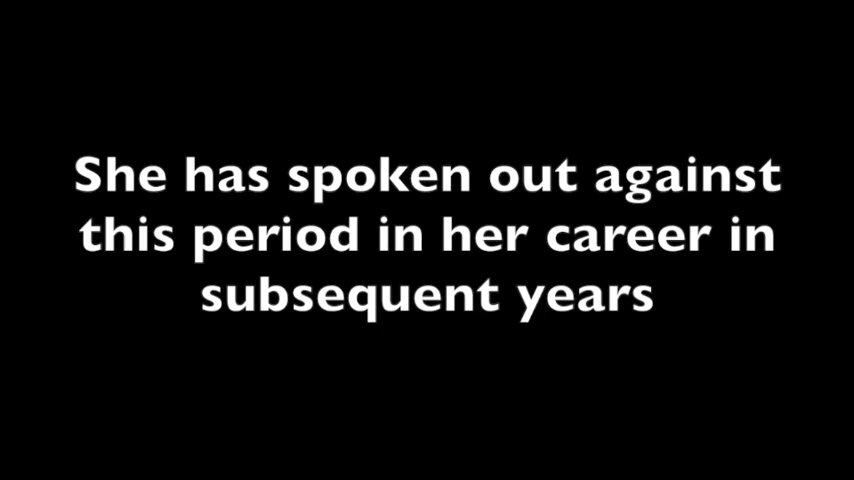 She has spoken out against
this period in her career in
subsequent years